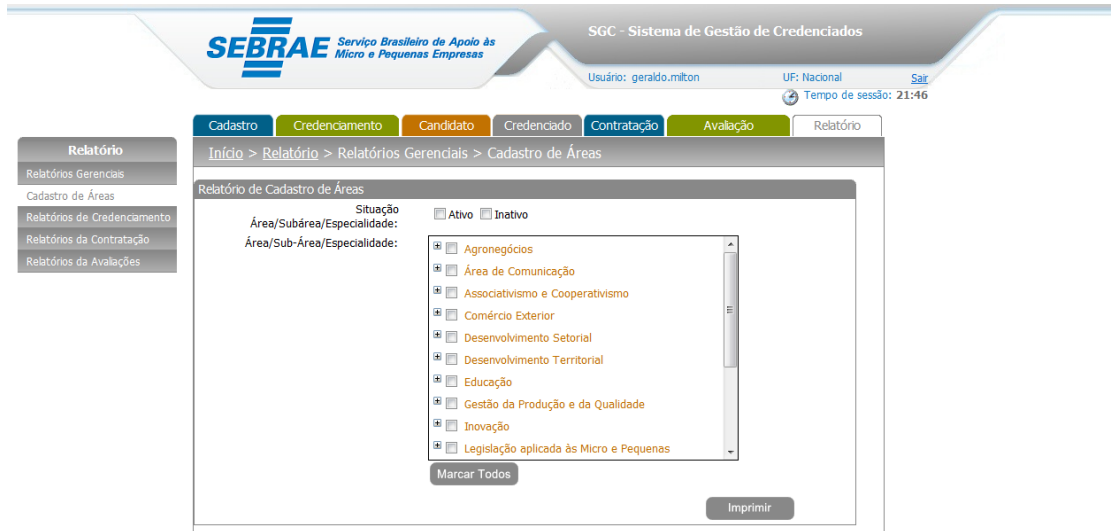 SEBRAE
Serviço Brasileiro de Apoio às
Micro e Pequenas Empresas
SGC - Sistema de Gestão de Credenciados
Usuário: geraldo.milton UF: Nacional Sair
Tempo de sessão: 21:46
Cadastro Credenciamento Candidato Credenciado Contratação Avaliação Relatório
Início > Relatório > Relatórios Gerenciais > Cadastro de Áreas
Relatório
Relatórios Gerenciais
Cadastro de Áreas
Relatórios de Credenciamento
Relatórios da Contratação
Relatórios da Avaliações
Relatório de Cadastro de Áreas
Situação
Área/Subárea/Especialidade:
Ativo Inativo
Área/Sub-Área/Especialidade:
Agronegócios
Área de Comunicação
Associativismo e Cooperativismo
Comércio Exterior
Desenvolvimento Setorial
Desenvolvimento Territorial
Educação
Gestão da Produção e da Qualidade
Inovação
Legislação aplicada às Micro e Pequenas
Marcar Todos
Imprimir